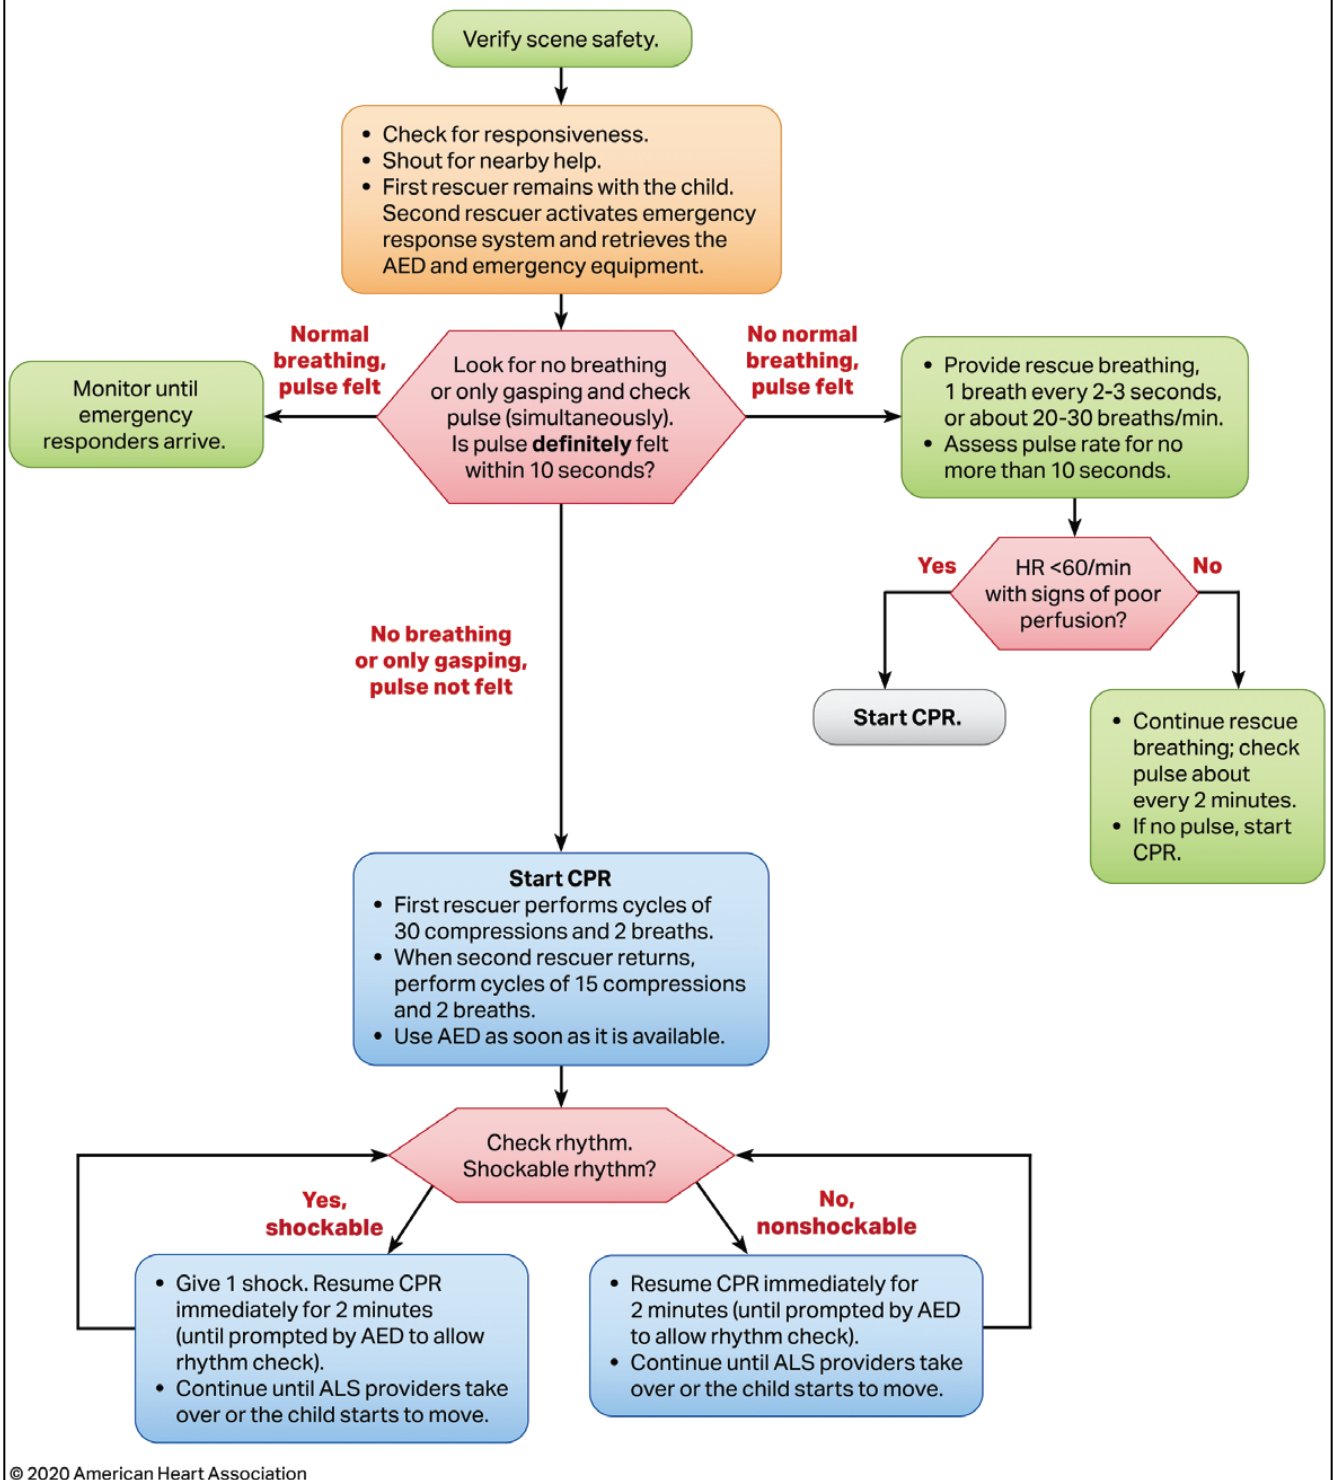 Verify scene safety.
• Check for responsiveness.
• Shout for nearby help.
• First rescuer remains with the child.
Second rescuer activates emergency
response system and retrieves the
AED and emergency equipment.
Normal
breathing,
pulse felt
No normal
breathing,
pulse felt
Look for no breathing
or only gasping and check
pulse (simultaneously).
Is pulse definitely felt
within 10 seconds?
Monitor until
emergency
responders arrive.
• Provide rescue breathing,
1 breath every 2-3 seconds,
or about 20-30 breaths/min.
• Assess pulse rate for no
more than 10 seconds.
Yes
HR <60/min
with signs of poor
perfusion?
No
No breathing
or only gasping,
pulse not felt
Start CPR.
• Continue rescue
breathing; check
pulse about
every 2 minutes.
• If no pulse, start
CPR.
Start CPR
• First rescuer performs cycles of
30 compressions and 2 breaths.
• When second rescuer returns,
perform cycles of 15 compressions
and 2 breaths.
• Use AED as soon as it is available.
Check rhythm.
Shockable rhythm?
Yes,
shockable
No,
nonshockable
• Give 1 shock. Resume CPR
immediately for 2 minutes
(until prompted by AED to allow
rhythm check).
• Continue until ALS providers take
over or the child starts to move.
• Resume CPR immediately for
2 minutes (until prompted by AED
to allow rhythm check).
• Continue until ALS providers take
over or the child starts to move.
© 2020 American Heart Association